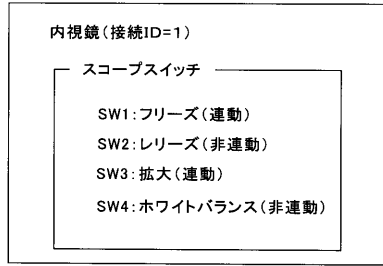 内視鏡(接続ID=1)
スコープスイッチ
SW1:フリーズ(連動)
SW2:レリーズ(非連動)
SW3:拡大(連動)
SW4:ホワイトバランス(非連動)